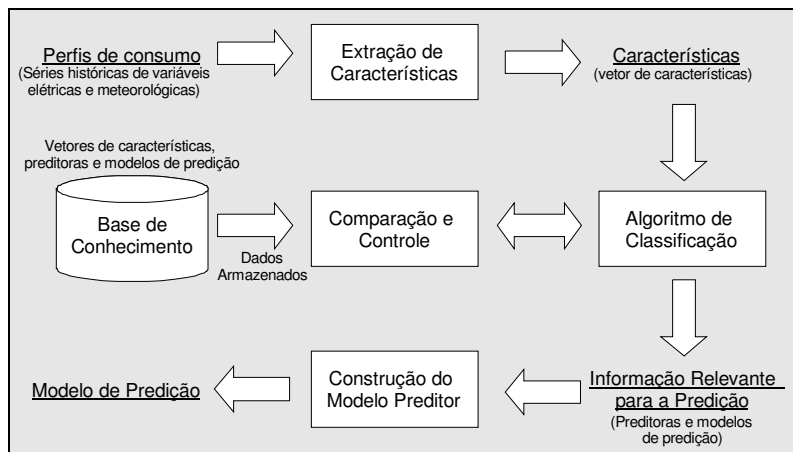 Perfis de consumo
(Séries históricas de variáveis
elétricas e meteorológicas)
Extração de
Características
Características
(vetor de características)
Vetores de características,
preditoras e modelos de predição
Base de
Conhecimento
Dados
Armazenados
Comparação e
Controle
Algoritmo de
Classificação
Modelo de Predição
Construção do
Modelo Preditor
Informação Relevante
para a Predição
(Preditoras e modelos
de predição)